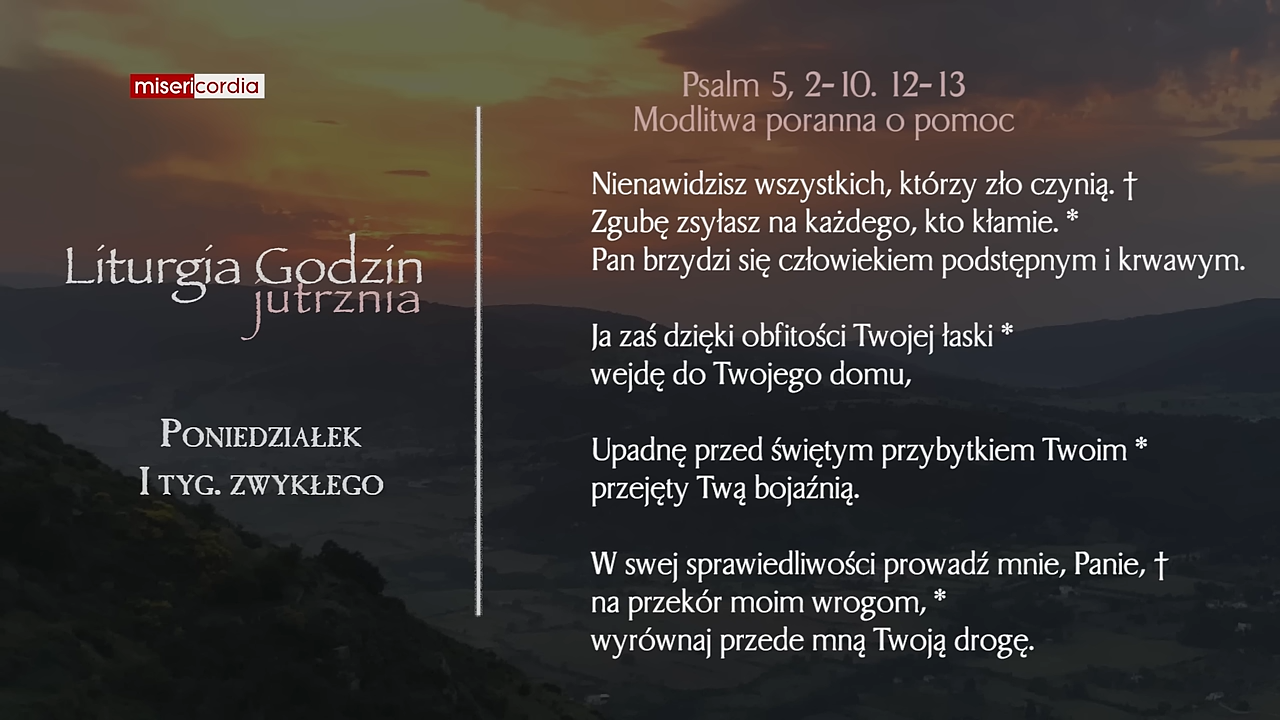 misericordia
Liturgia Godzin
jutrznia
Poniedziałek
I tyg. zwykłego
Psalm 5, 2-10. 12-13
Modlitwa poranna o pomoc
Nienawidzisz wszystkich, którzy zło czynią. †
Zgubę zsyłasz na każdego, kto kłamie. *
Pan brzydzi się człowiekiem podstępnym i krwawym.
Ja zaś dzięki obfitości Twojej łaski *
wejdę do Twojego domu,
Upadnę przed świętym przybytkiem Twoim *
przejęty Twą bojaźnią.
W swej sprawiedliwości prowadź mnie, Panie, †
na przekór moim wrogom, *
wyrównaj przede mną Twoją drogę.